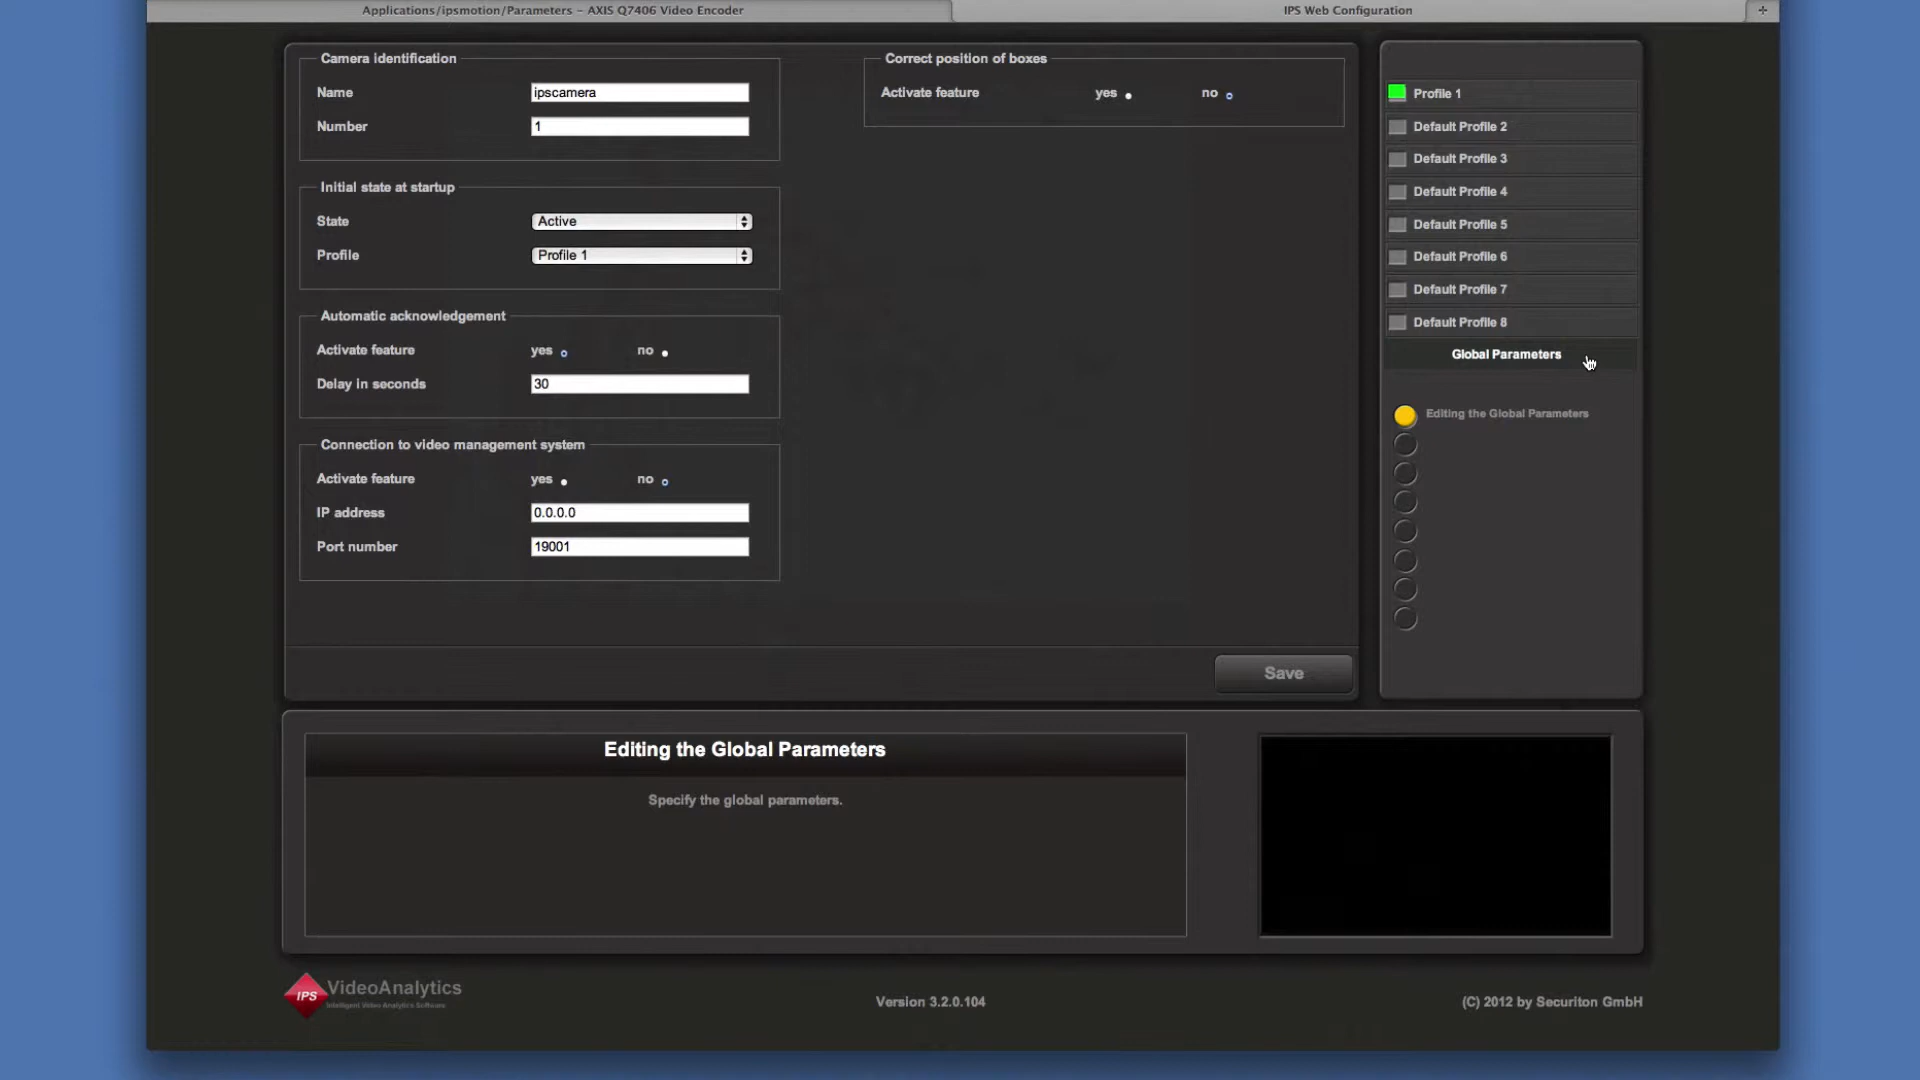 Applications/ipsmotion/Parameters – AXIS Q7406 Video Encoder
IPS Web Configuration
Camera identification
Name ipscamera
Number 1
Initial state at startup
State Active
Profile Profile 1
Automatic acknowledgement
Activate feature yes no
Delay in seconds 30
Connection to video management system
Activate feature yes no
IP address 0.0.0.0
Port number 19001
Correct position of boxes
Activate feature yes no
Save
Profile 1
Default Profile 2
Default Profile 3
Default Profile 4
Default Profile 5
Default Profile 6
Default Profile 7
Default Profile 8
Global Parameters
Editing the Global Parameters
Editing the Global Parameters
Specify the global parameters.
IPS VideoAnalytics
Intelligent Video Analytics Software
Version 3.2.0.104
(C) 2012 by Securiton GmbH